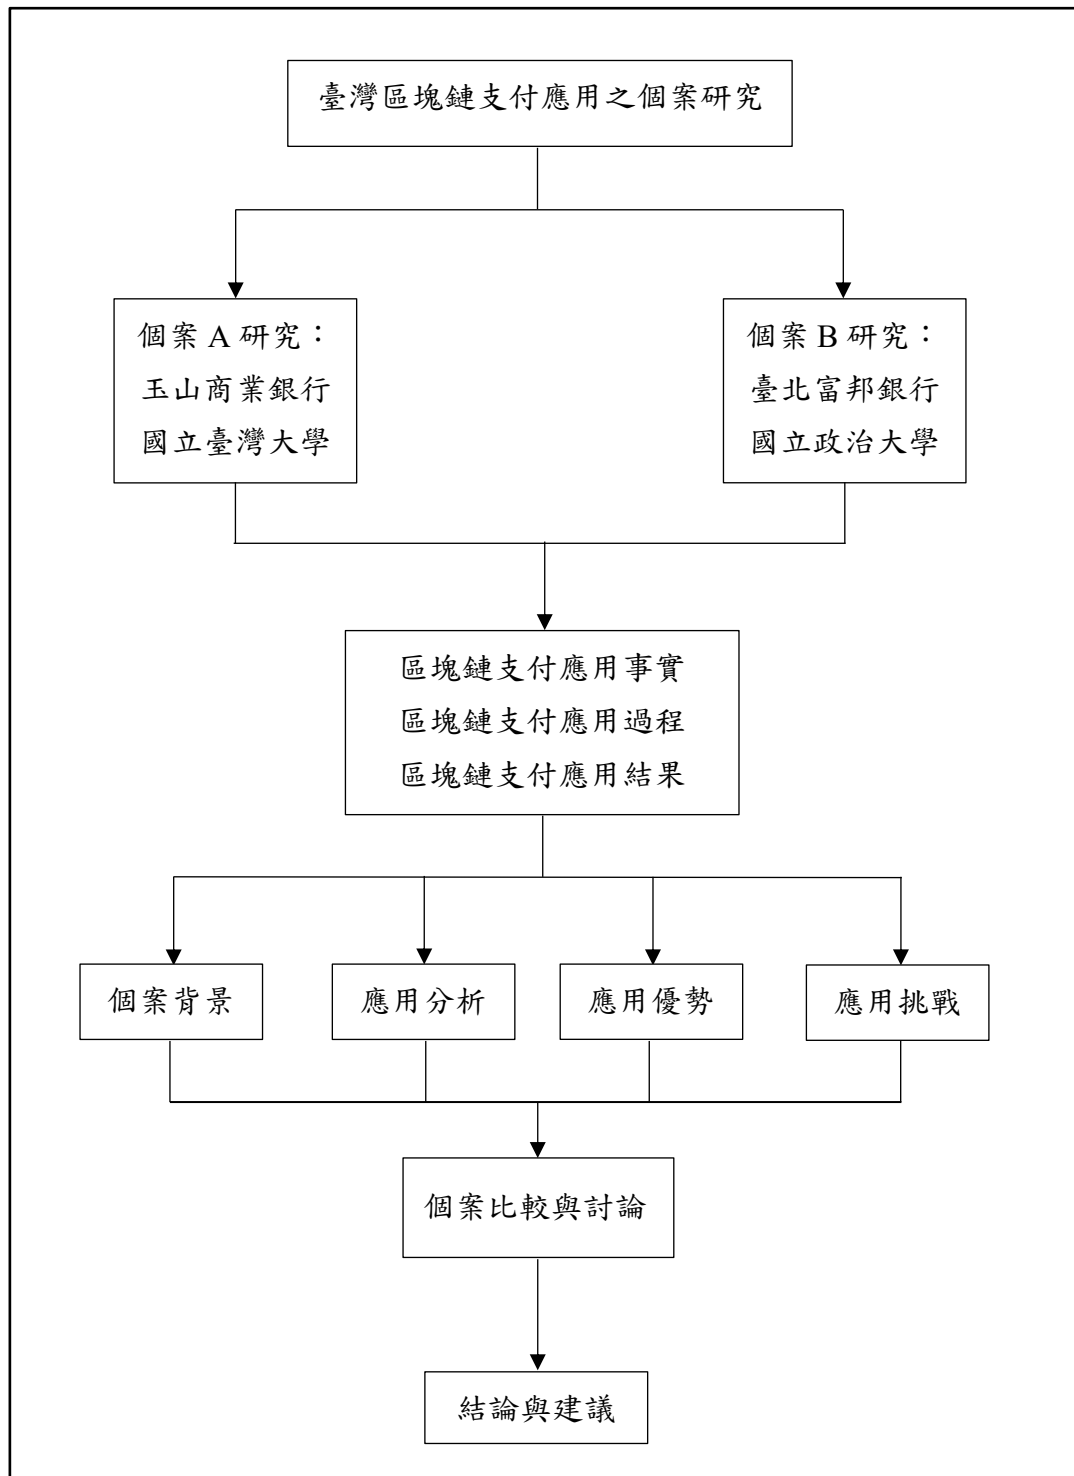 臺灣區塊鏈支付應用之個案研究
個案 A 研究：
玉山商業銀行
國立臺灣大學
個案 B 研究：
臺北富邦銀行
國立政治大學
區塊鏈支付應用事實
區塊鏈支付應用過程
區塊鏈支付應用結果
個案背景
應用分析
應用優勢
應用挑戰
個案比較與討論
結論與建議